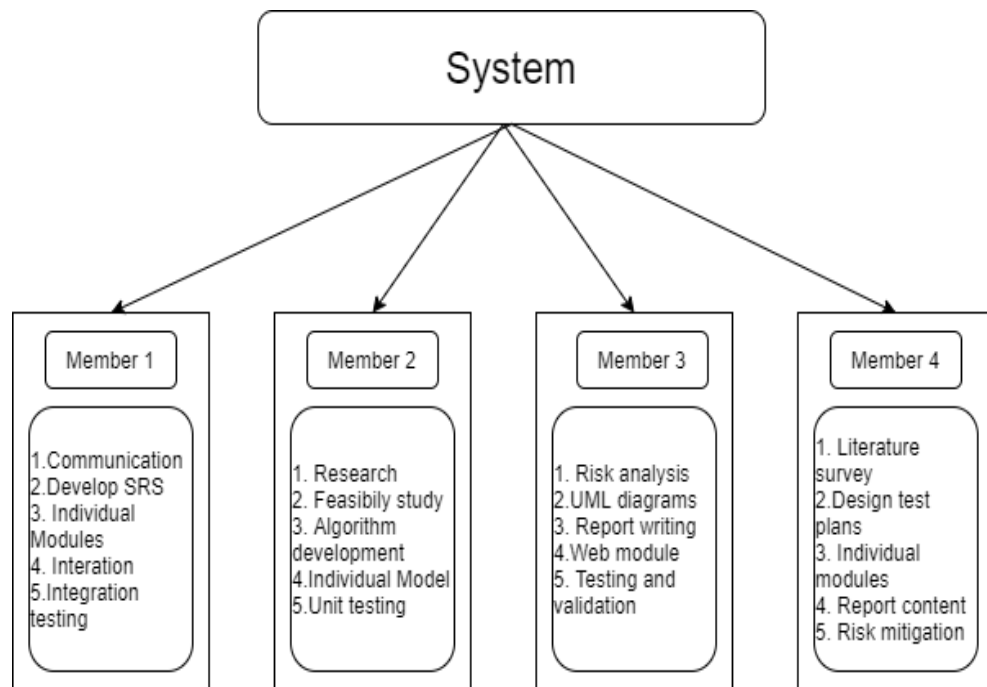 System
Member 1
1.Communication
2.Develop SRS
3. Individual
Modules
4. Interation
5.Integration
testing
Member 2
1. Research
2. Feasibily study
3. Algorithm
development
4.Individual Model
5.Unit testing
Member 3
1. Risk analysis
2.UML diagrams
3. Report writing
4.Web module
5. Testing and
validation
Member 4
1. Literature
survey
2.Design test
plans
3. Individual
modules
4. Report content
5. Risk mitigation